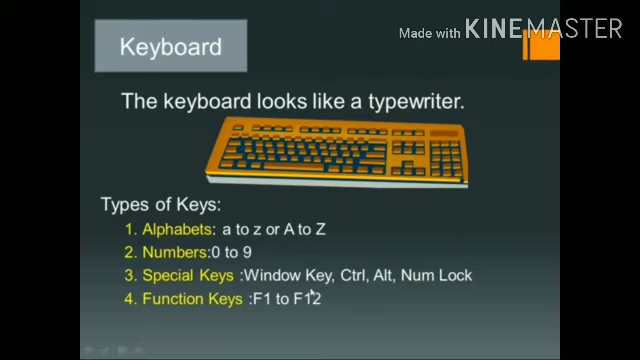 Made with KINEMASTER
Keyboard
The keyboard looks like a typewriter.
Types of Keys:
1. Alphabets: a to z or A to Z
2. Numbers:0 to 9
3. Special Keys :Window Key, Ctrl, Alt, Num Lock
4. Function Keys :F1 to F12